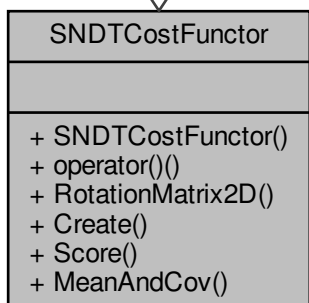 SNDTCostFunctor
+ SNDTCostFunctor()
+ operator()()
+ RotationMatrix2D()
+ Create()
+ Score()
+ MeanAndCov()